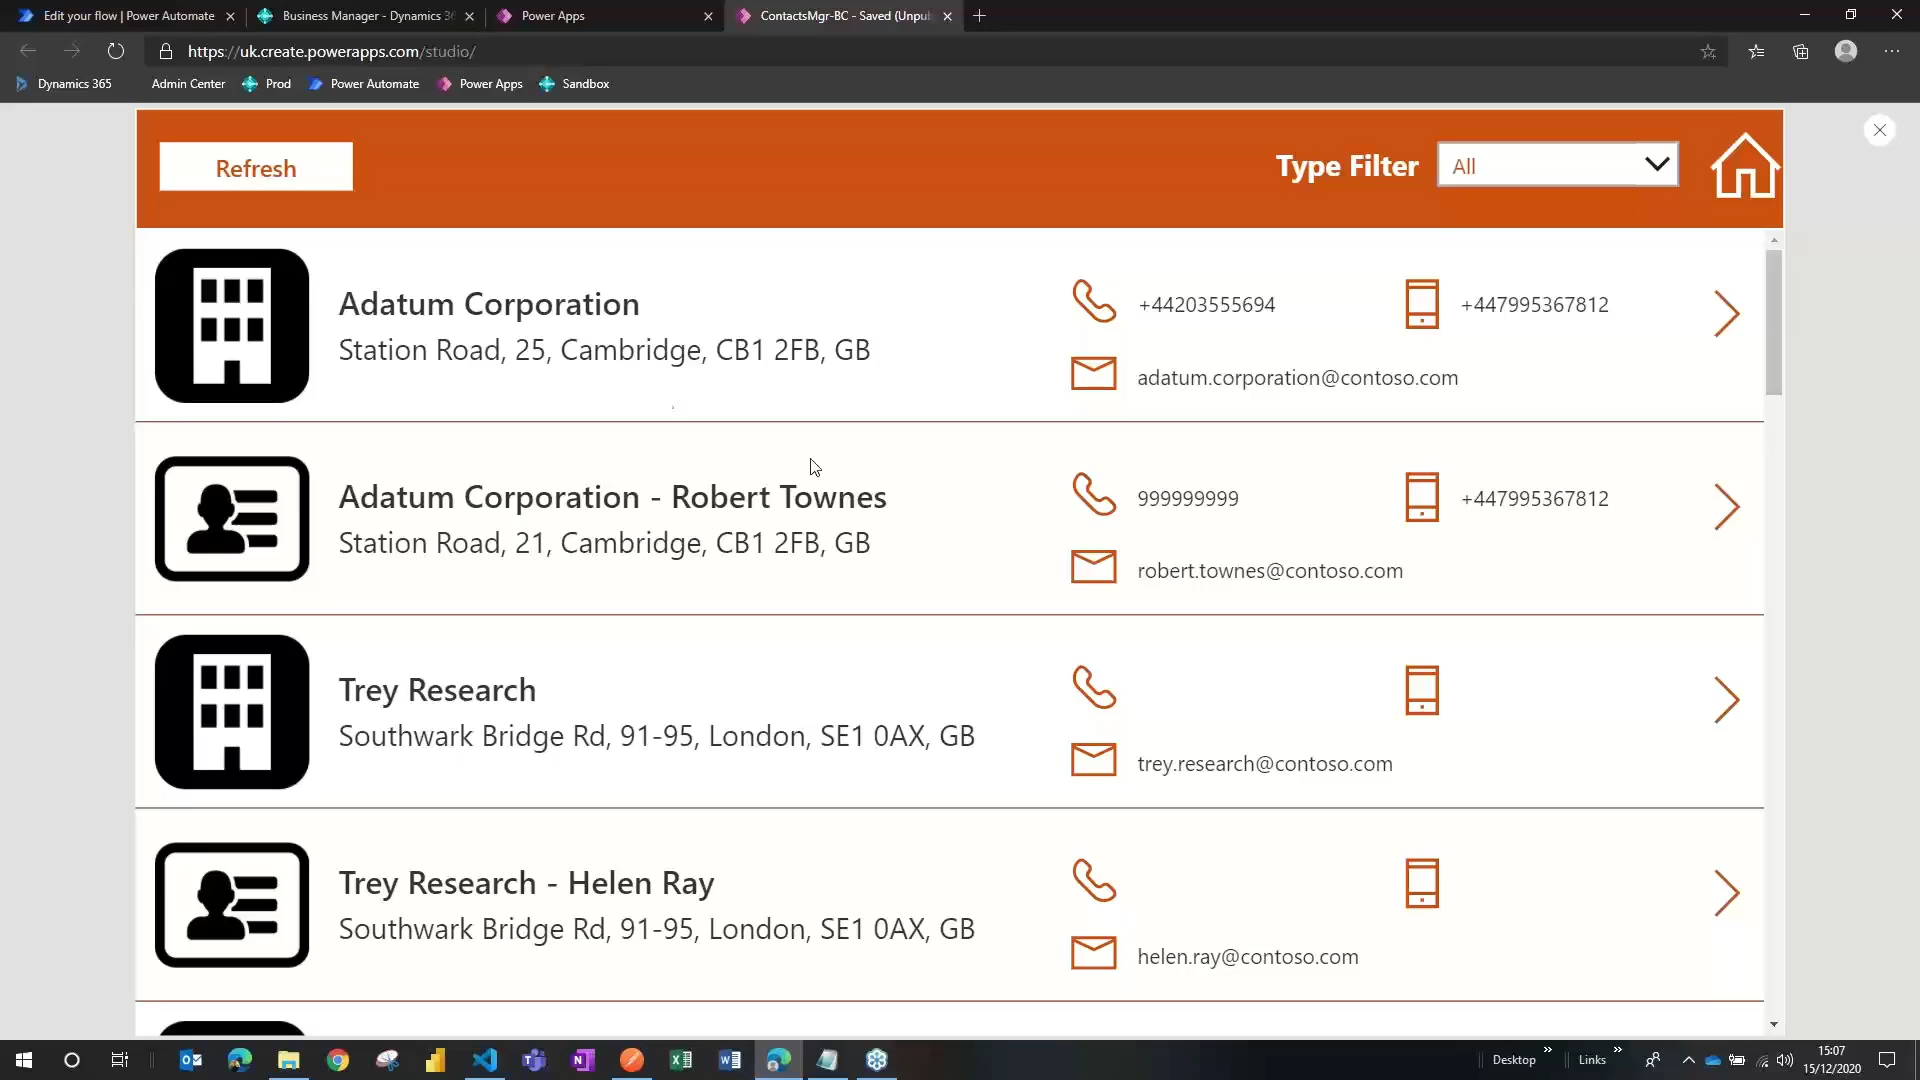 Edit your flow | Power Automate
Business Manager - Dynamics 36
Power Apps
ContactsMgr-BC - Saved (Unpub
https://uk.create.powerapps.com/studio/
Dynamics 365
Admin Center
Prod
Power Automate
Power Apps
Sandbox
Refresh
Type Filter
All
Adatum Corporation
Station Road, 25, Cambridge, CB1 2FB, GB
+44203555694
+447995367812
adatum.corporation@contoso.com
Adatum Corporation - Robert Townes
Station Road, 21, Cambridge, CB1 2FB, GB
999999999
+447995367812
robert.townes@contoso.com
Trey Research
Southwark Bridge Rd, 91-95, London, SE1 0AX, GB
trey.research@contoso.com
Trey Research - Helen Ray
Southwark Bridge Rd, 91-95, London, SE1 0AX, GB
helen.ray@contoso.com
Desktop
Links
15:07
15/12/2020